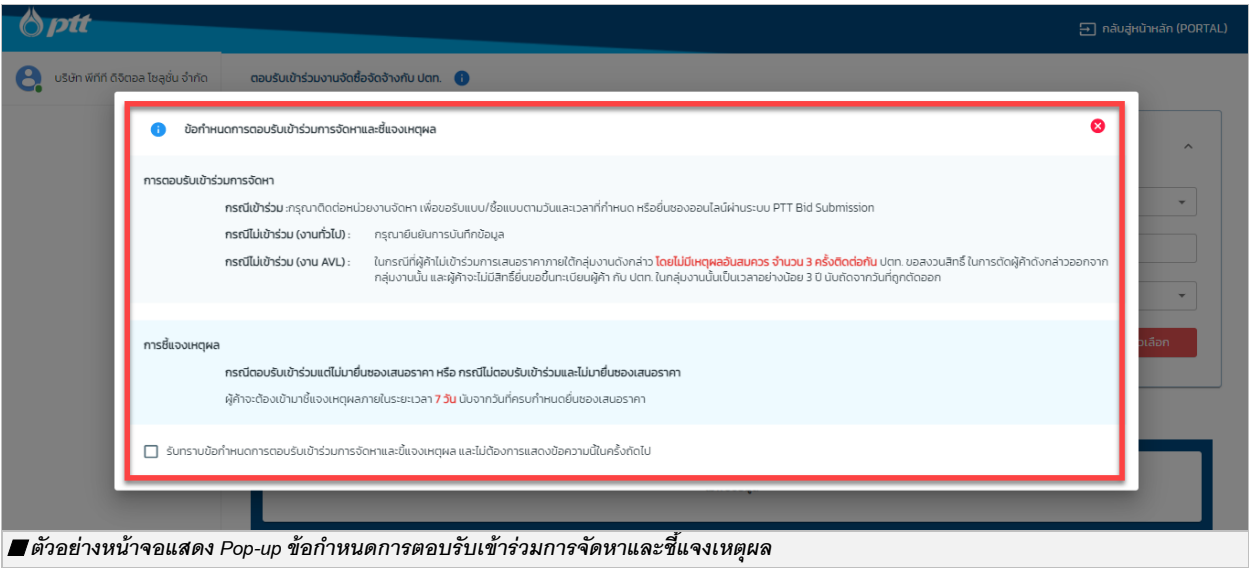 ptt
กลับสู่หน้าหลัก (PORTAL)
บริษัท พีทีที ดิจิตอล โซลูชั่น จำกัด
ตอบรับเข้าร่วมงานจัดซื้อจัดจ้างกับ ปตท.
ข้อกำหนดการตอบรับเข้าร่วมการจัดหาและชี้แจงเหตุผล
การตอบรับเข้าร่วมการจัดหา
กรณีเข้าร่วม :กรุณาติดต่อหน่วยงานจัดหา เพื่อขอรับแบบ/ซื้อแบบตามวันและเวลาที่กำหนด หรือยื่นซองออนไลน์ผ่านระบบ PTT Bid Submission
กรณีไม่เข้าร่วม (งานทั่วไป) : กรุณายืนยันการบันทึกข้อมูล
กรณีไม่เข้าร่วม (งาน AVL) : ในกรณีที่ผู้ค้าไม่เข้าร่วมการเสนอราคาภายใต้กลุ่มงานดังกล่าว โดยไม่มีเหตุผลอันสมควร จำนวน 3 ครั้งติดต่อกัน ปตท. ขอสงวนสิทธิ์ ในการตัดผู้ค้าดังกล่าวออกจาก
กลุ่มงานนั้น และผู้ค้าจะไม่มีสิทธิ์ยื่นขอขึ้นทะเบียนผู้ค้า กับ ปตท. ในกลุ่มงานนั้นเป็นเวลาอย่างน้อย 3 ปี นับถัดจากวันที่ถูกตัดออก
การชี้แจงเหตุผล
กรณีตอบรับเข้าร่วมแต่ไม่มายื่นซองเสนอราคา หรือ กรณีไม่ตอบรับเข้าร่วมและไม่มายื่นซองเสนอราคา
ผู้ค้าจะต้องเข้ามาชี้แจงเหตุผลภายในระยะเวลา 7 วัน นับจากวันที่ครบกำหนดยื่นซองเสนอราคา
รับทราบข้อกำหนดการตอบรับเข้าร่วมการจัดหาและชี้แจงเหตุผล และไม่ต้องการแสดงข้อความนี้ในครั้งถัดไป
ตัวอย่างหน้าจอแสดง Pop-up ข้อกำหนดการตอบรับเข้าร่วมการจัดหาและชี้แจงเหตุผล